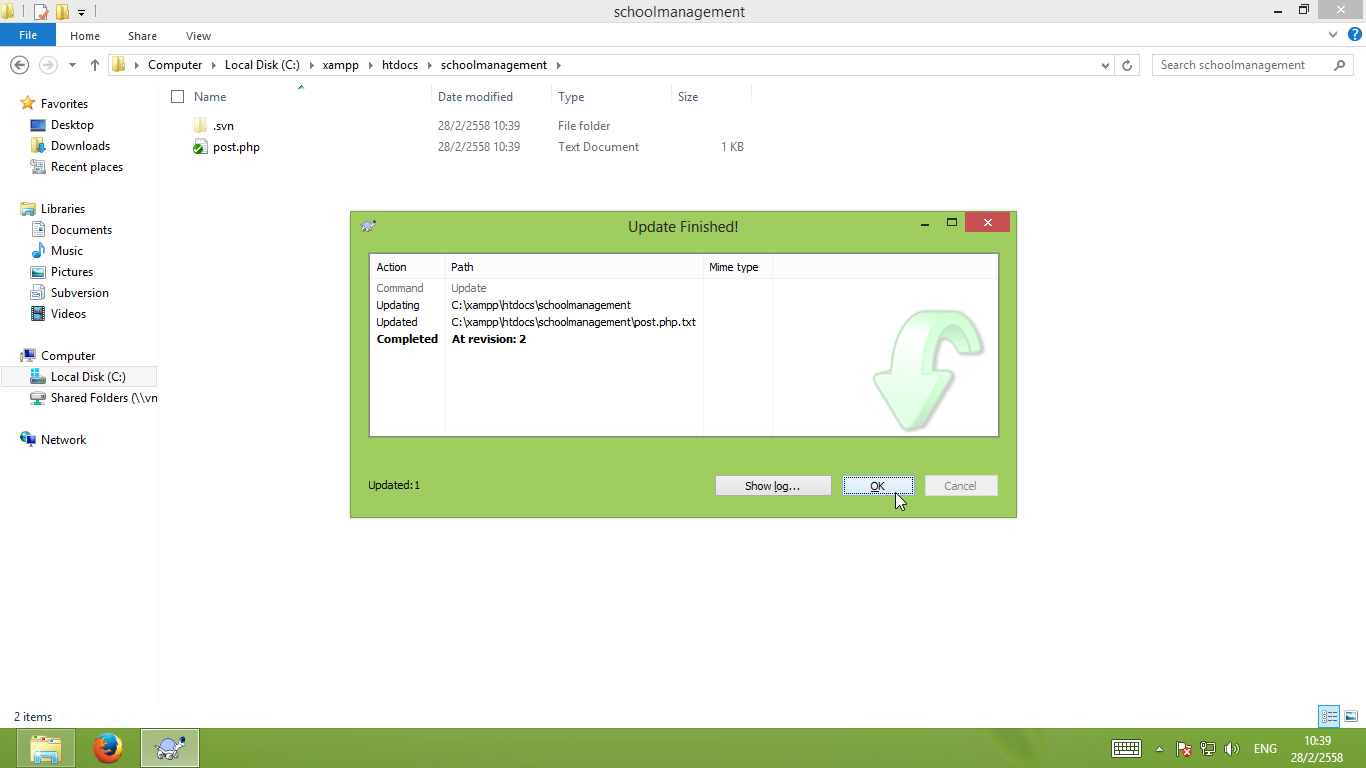 schoolmanagement
File Home Share View
Computer Local Disk (C:) xampp htdocs schoolmanagement
Search schoolmanagement
Name Date modified Type Size
.svn 28/2/2558 10:39 File folder
post.php 28/2/2558 10:39 Text Document 1 KB
Favorites
Desktop
Downloads
Recent places
Libraries
Documents
Music
Pictures
Subversion
Videos
Computer
Local Disk (C:)
Shared Folders (\\vn
Network
Update Finished!
Action Path Mime type
Command Update
Updating C:\xampp\htdocs\schoolmanagement
Updated C:\xampp\htdocs\schoolmanagement\post.php.txt
Completed At revision: 2
Updated:1
Show log... OK Cancel
2 items
ENG
10:39
28/2/2558